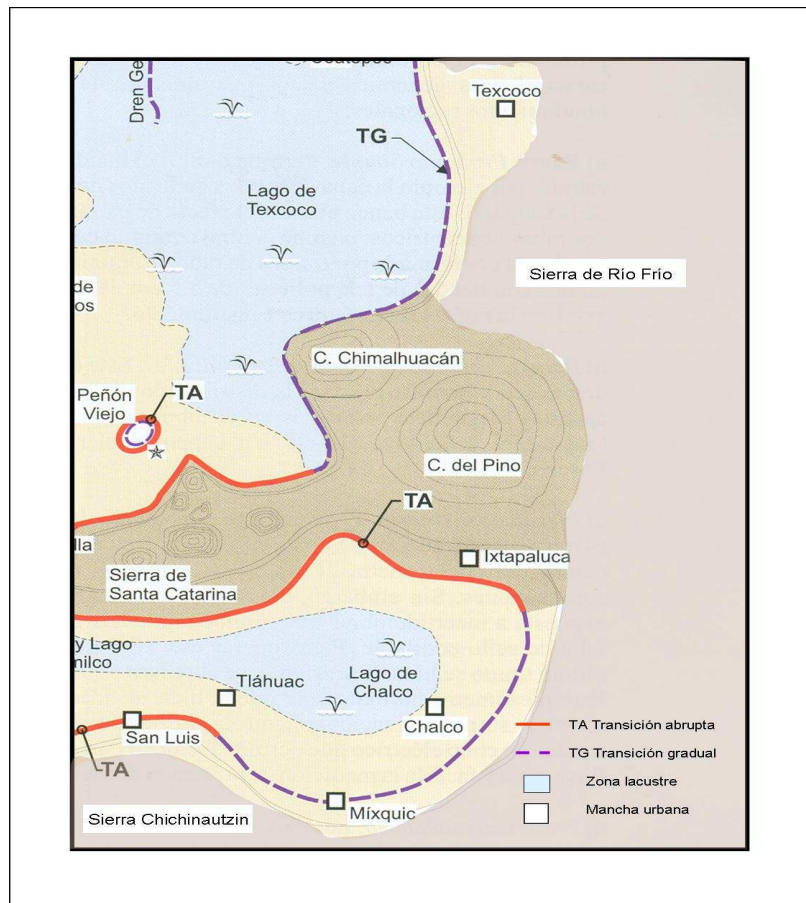 Dren Ge
Texcoco
TG
Lago de
Texcoco
Sierra de Río Frío
de
os
C. Chimalhuacán
Peñón
Viejo
TA
C. del Pino
TA
lla
Ixtapaluca
Sierra de
Santa Catarina
y Lago
milco
Tláhuac
Lago de
Chalco
San Luis
Chalco
TA
Míxquic
Sierra Chichinautzin
TA Transición abrupta
TG Transición gradual
Zona lacustre
Mancha urbana